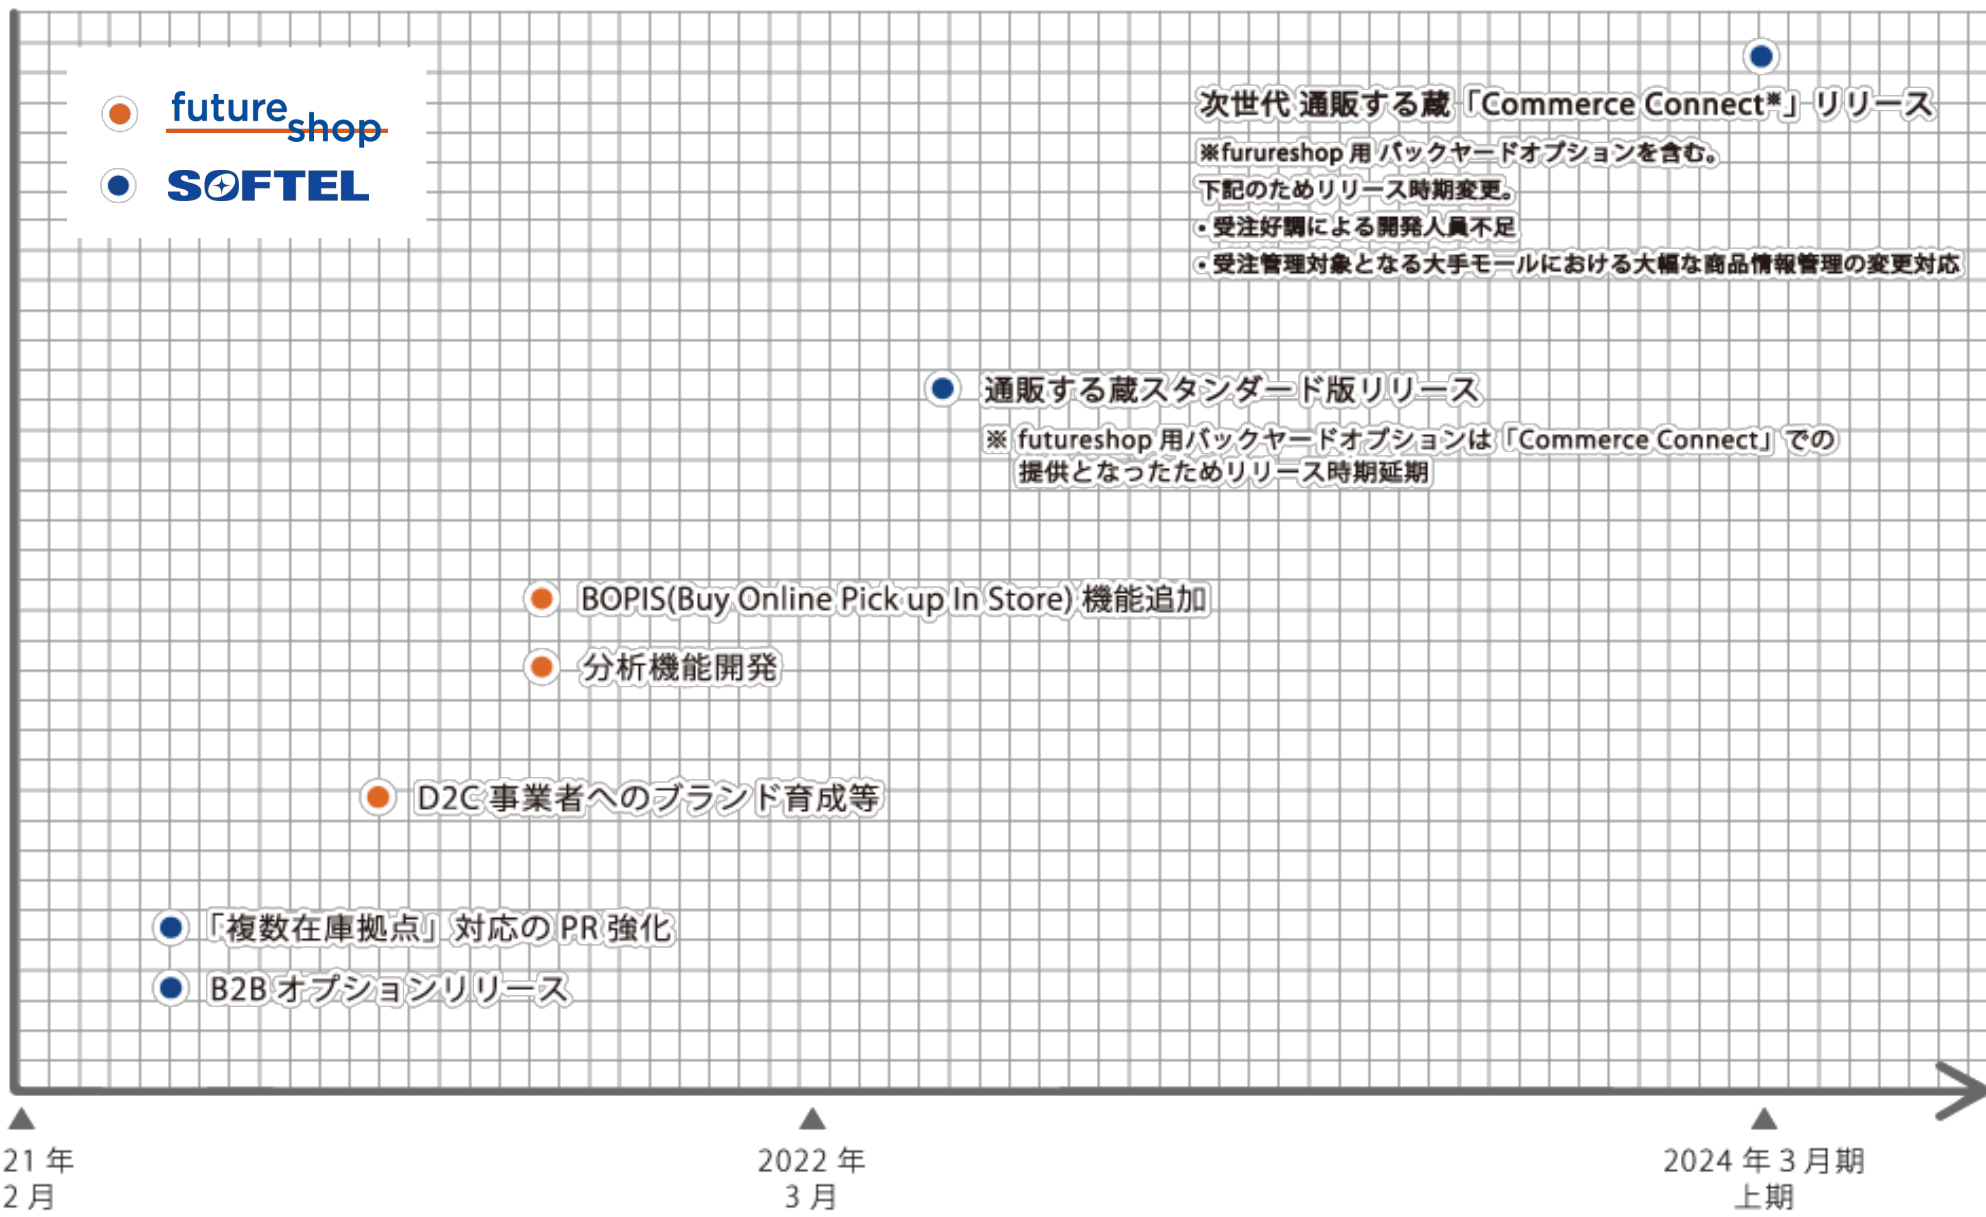 futureshop
SOFTEL
次世代 通販する蔵「Commerce Connect※」リリース
※furureshop 用 バックヤードオプションを含む。
下記のためリリース時期変更。
・受注好調による開発人員不足
・受注管理対象となる大手モールにおける大幅な商品情報管理の変更対応
通販する蔵スタンダード版リリース
※ futureshop 用バックヤードオプションは「Commerce Connect」での
提供となったためリリース時期延期
BOPIS(Buy Online Pick up In Store) 機能追加
分析機能開発
D2C 事業者へのブランド育成等
「複数在庫拠点」対応の PR 強化
B2B オプションリリース
21 年
2 月
2022 年
3 月
2024 年 3 月期
上期